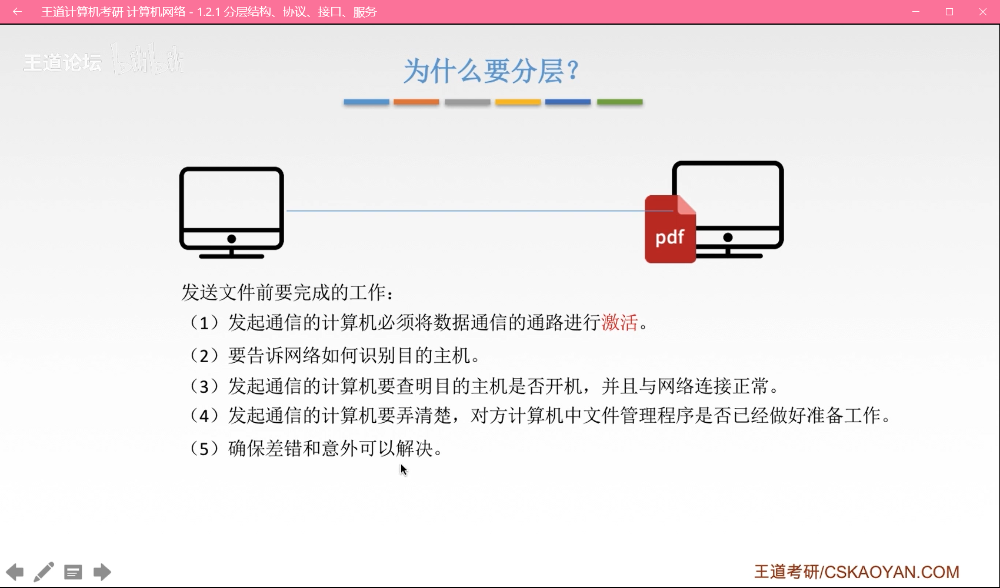 王道计算机考研 计算机网络 - 1.2.1 分层结构、协议、接口、服务
王道论坛 bilibili
为什么要分层？
pdf
发送文件前要完成的工作：
（1）发起通信的计算机必须将数据通信的通路进行激活。
（2）要告诉网络如何识别目的主机。
（3）发起通信的计算机要查明目的主机是否开机，并且与网络连接正常。
（4）发起通信的计算机要弄清楚，对方计算机中文件管理程序是否已经做好准备工作。
（5）确保差错和意外可以解决。
王道考研/CSKAOYAN.COM